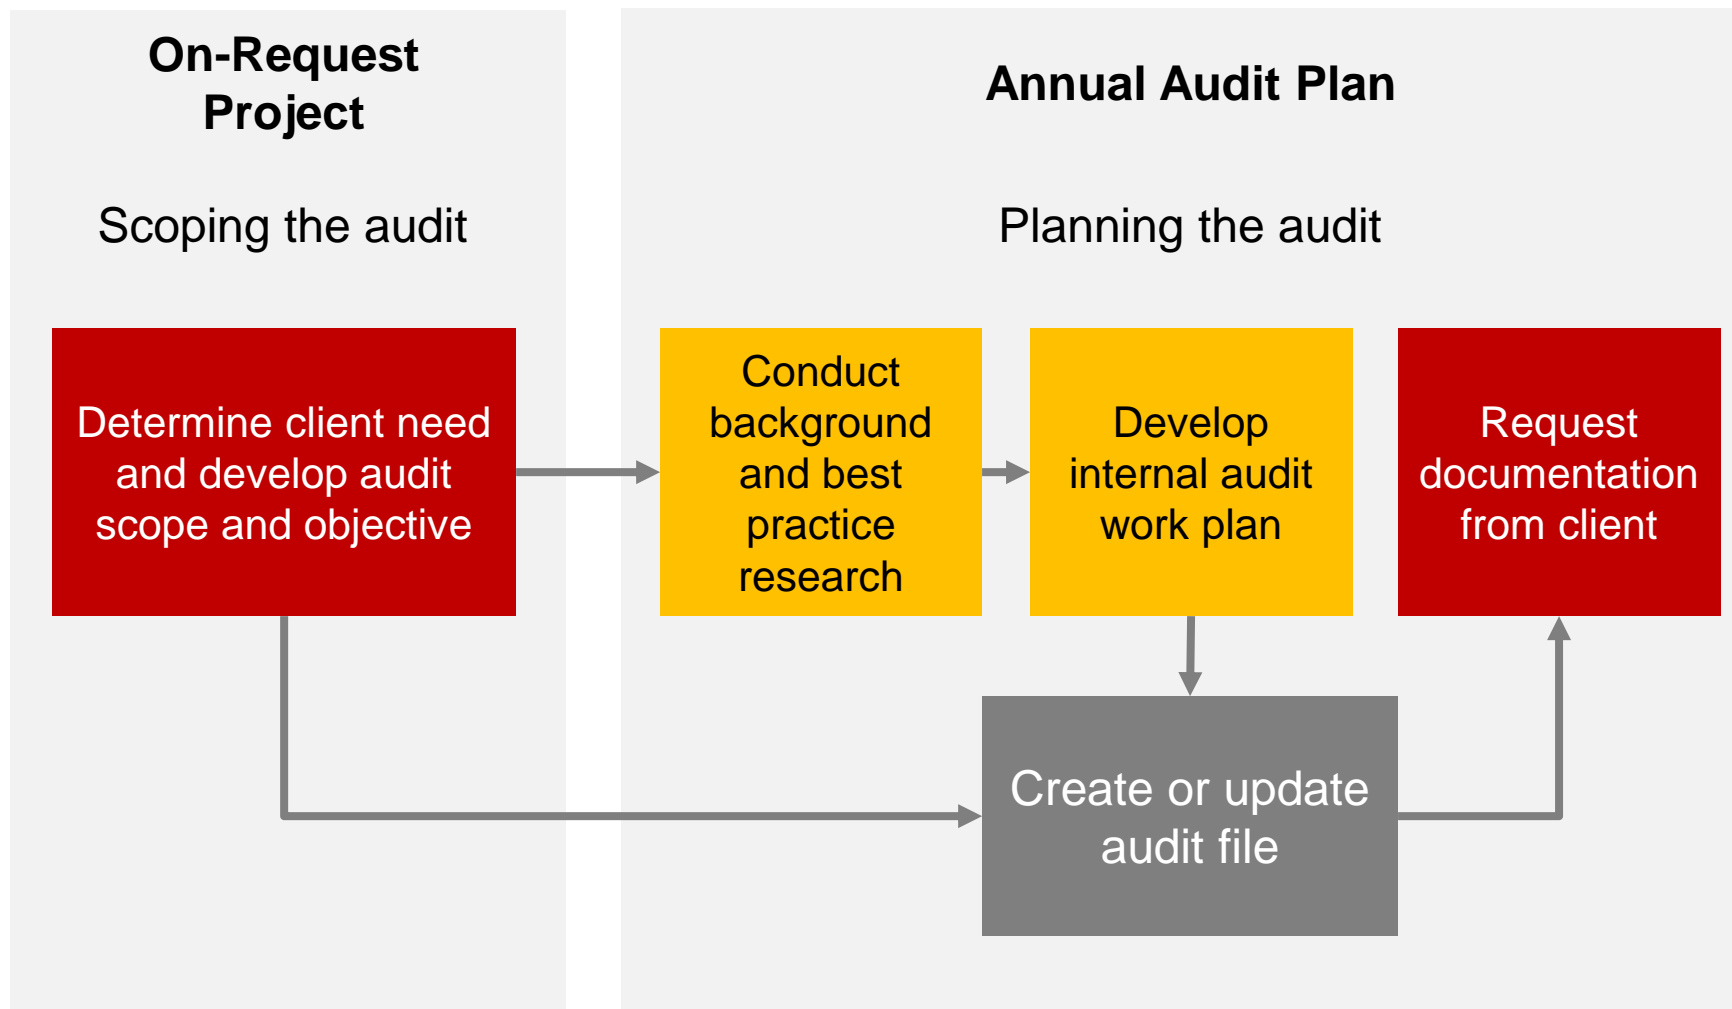 On-Request
Project
Annual Audit Plan
Scoping the audit
Planning the audit
Determine client need
and develop audit
scope and objective
Conduct
background
and best
practice
research
Develop
internal audit
work plan
Request
documentation
from client
Create or update
audit file